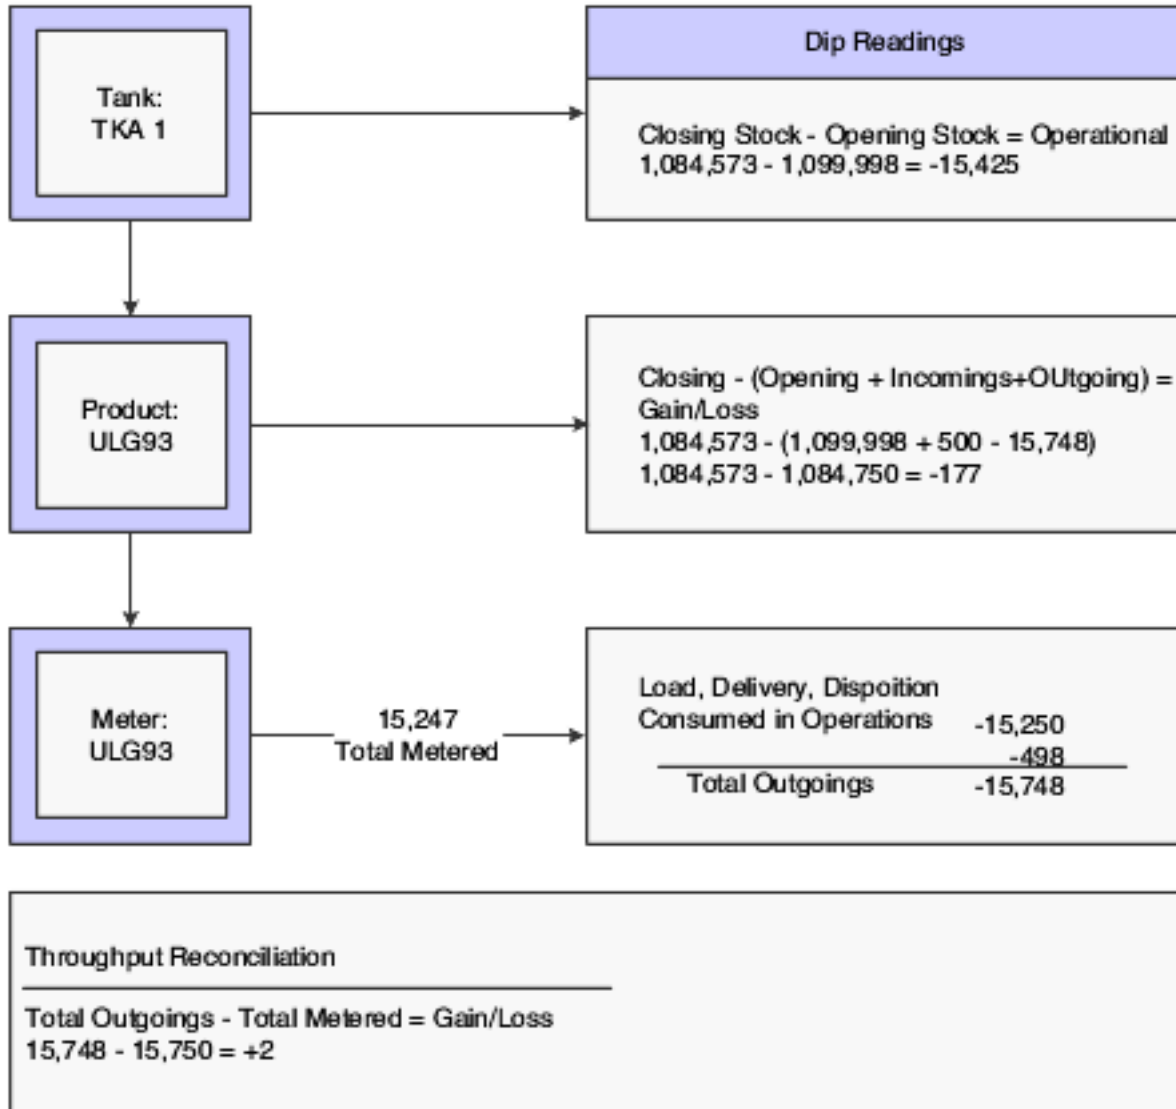 Tank:
TKA 1
Dip Readings
Closing Stock - Opening Stock = Operational
1,084,573 - 1,099,998 = -15,425
Product:
ULG93
Closing - (Opening + Incomings+OUtgoing) =
Gain/Loss
1,084,573 - (1,099,998 + 500 - 15,748)
1,084,573 - 1,084,750 = -177
Meter:
ULG93
15,247
Total Metered
Load, Delivery, Dispoition
Consumed in Operations -15,250
-498
Total Outgoings -15,748
Throughput Reconciliation
Total Outgoings - Total Metered = Gain/Loss
15,748 - 15,750 = +2